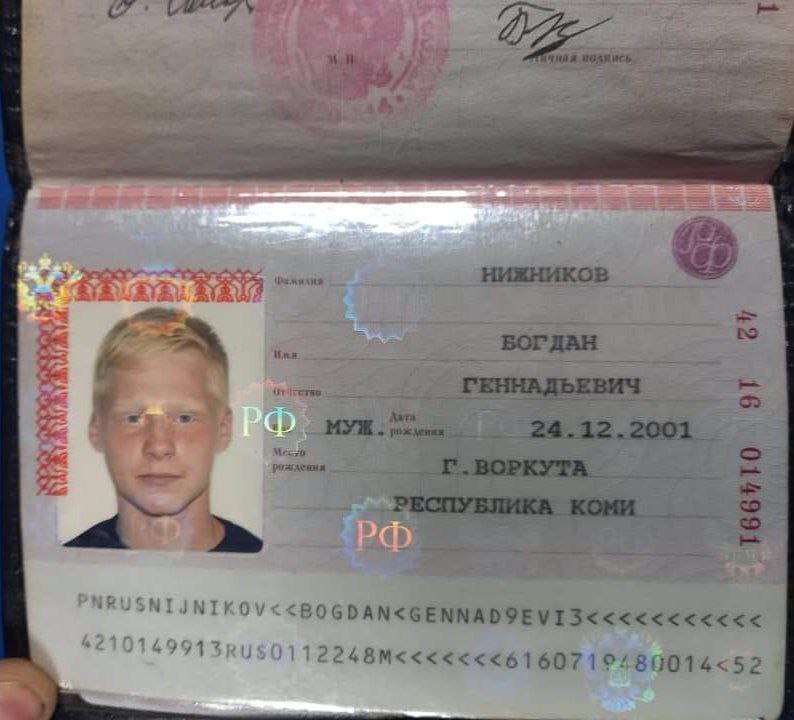 М.П.
Личная подпись
Фамилия НИЖНИКОВ
Имя БОГДАН
Отчество ГЕННАДЬЕВИЧ
МУЖ. Дата рождения 24.12.2001
Место рождения Г.ВОРКУТА
РЕСПУБЛИКА КОМИ
РФ
РФ
42 16 014991
PNRUSNIJNIKOV<<BOGDAN<GENNAD9EVI3<<<<<<<<<<<
4210149913RUS0112248M<<<<<<<6160719480014<52